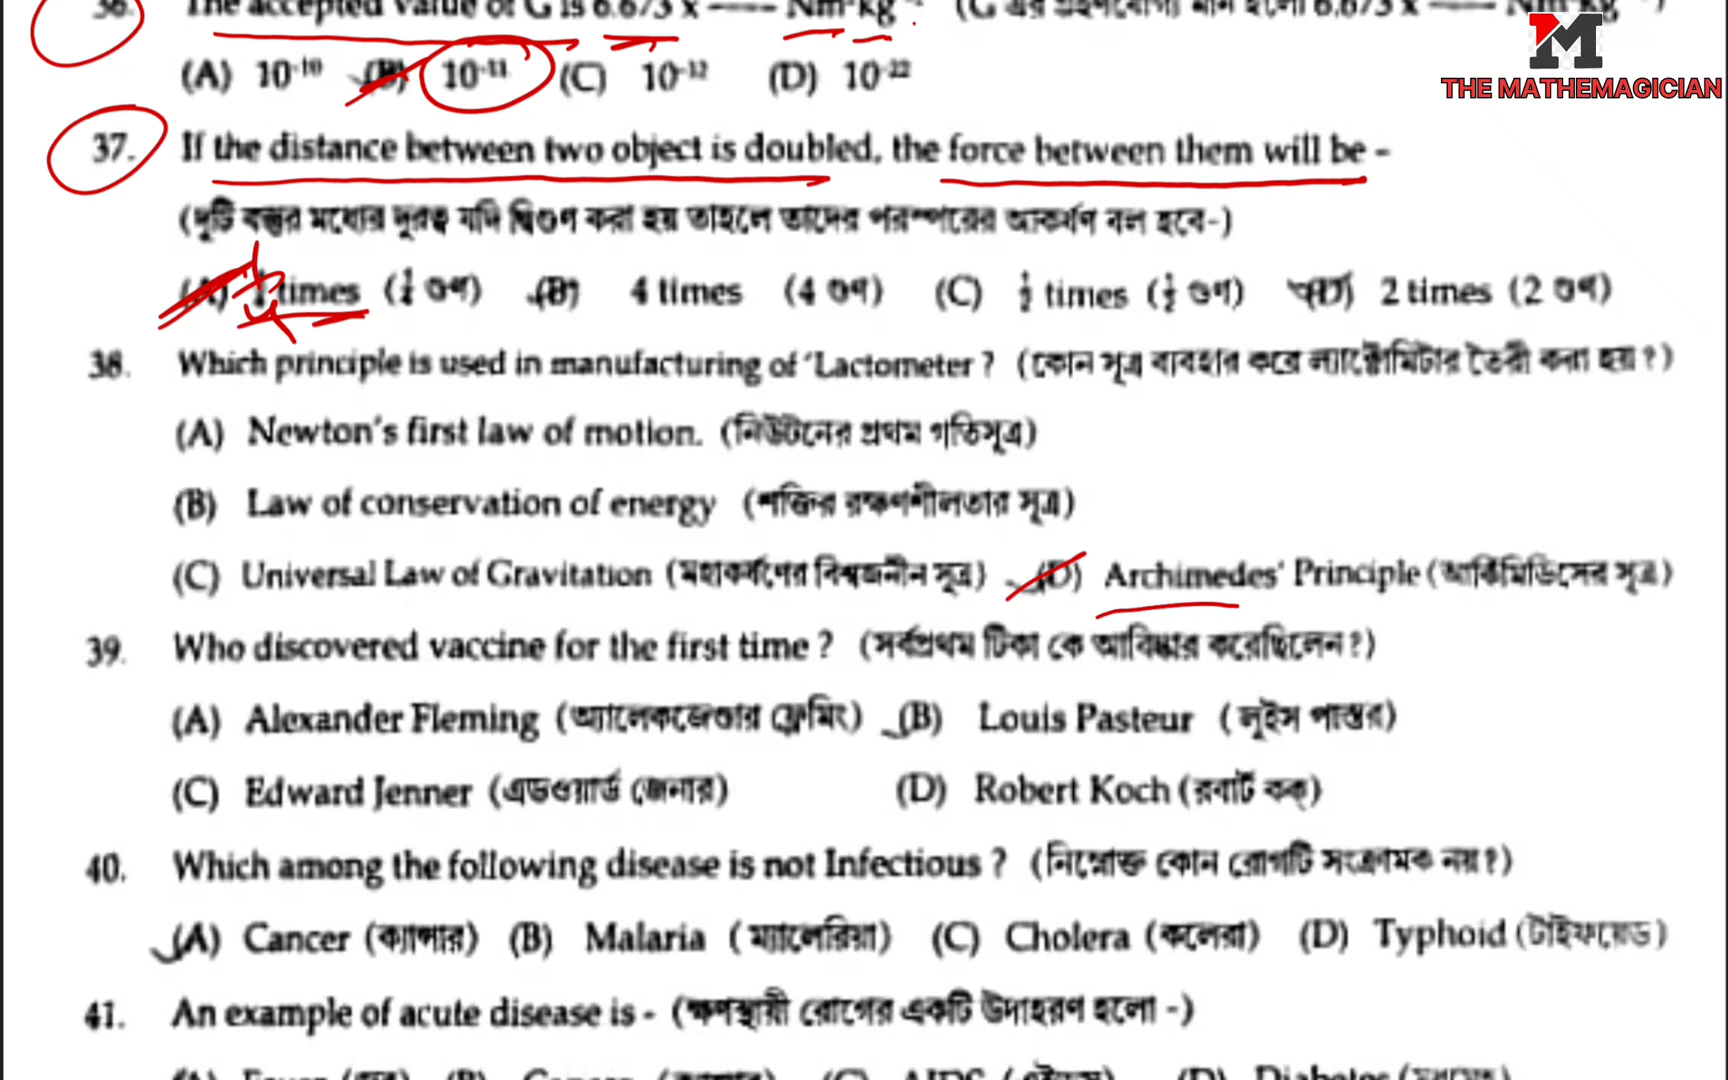 36. The accepted value of G is 6.673 x ---- Nm²kg⁻² (G এর গ্রহণযোগ্য মান হলো 6.673 x ---- Nm²kg⁻²)
THE MATHEMAGICIAN
(A) 10⁻¹⁰ (B) 10⁻¹¹ (C) 10⁻¹² (D) 10⁻²²
37. If the distance between two object is doubled, the force between them will be -
(দুটি বস্তুর মধ্যের দূরত্ব যদি দ্বিগুণ করা হয় তাহলে তাদের পরস্পরের আকর্ষণ বল হবে-)
(A) ¼ times (¼ গুণ) (B) 4 times (4 গুণ) (C) ½ times (½ গুণ) (D) 2 times (2 গুণ)
38. Which principle is used in manufacturing of 'Lactometer ? (কোন সূত্র ব্যবহার করে ল্যাক্টোমিটার তৈরী করা হয় ?)
(A) Newton's first law of motion. (নিউটনের প্রথম গতিসূত্র)
(B) Law of conservation of energy (শক্তির রক্ষণশীলতার সূত্র)
(C) Universal Law of Gravitation (মহাকর্ষণের বিশ্বজনীন সূত্র) (D) Archimedes' Principle (আর্কিমিডিসের সূত্র)
39. Who discovered vaccine for the first time ? (সর্বপ্রথম টিকা কে আবিষ্কার করেছিলেন ?)
(A) Alexander Fleming (অ্যালেকজেণ্ডার ফ্লেমিং) (B) Louis Pasteur (লুইস পাস্তুর)
(C) Edward Jenner (এডওয়ার্ড জেনার) (D) Robert Koch (রবার্ট কক্)
40. Which among the following disease is not Infectious ? (নিম্নোক্ত কোন রোগটি সংক্রামক নয় ?)
(A) Cancer (ক্যান্সার) (B) Malaria (ম্যালেরিয়া) (C) Cholera (কলেরা) (D) Typhoid (টাইফয়েড)
41. An example of acute disease is - (ক্ষণস্থায়ী রোগের একটি উদাহরণ হলো -)